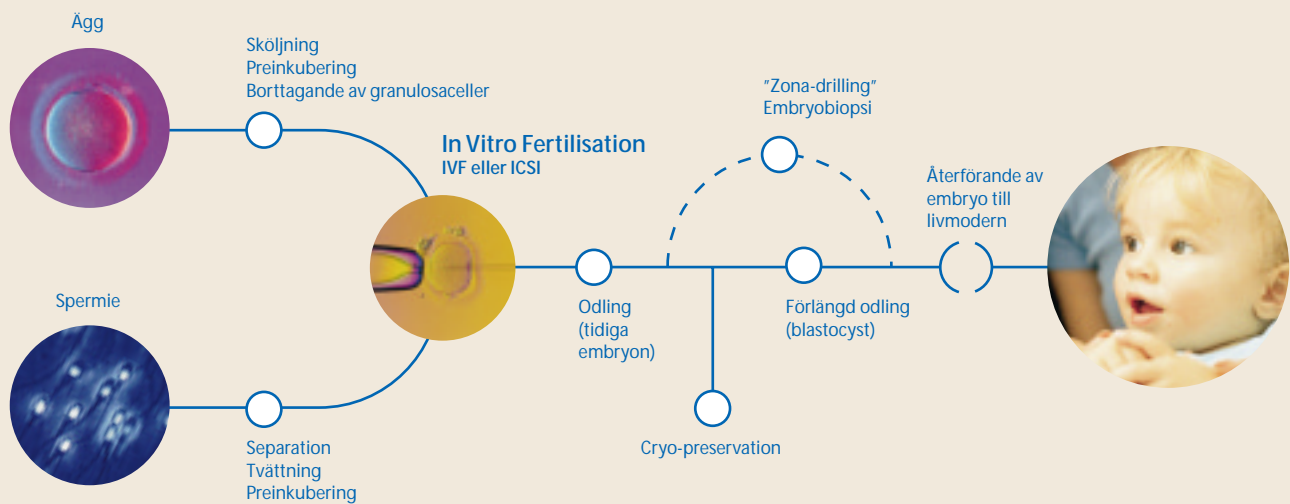 Ägg
Sköljning
Preinkubering
Borttagande av granulosaceller
In Vitro Fertilisation
IVF eller ICSI
"Zona-drilling"
Embryobiopsi
Återförande av
embryo till
livmodern
Spermie
Odling
(tidiga
embryon)
Förlängd odling
(blastocyst)
Separation
Tvättning
Preinkubering
Cryo-preservation